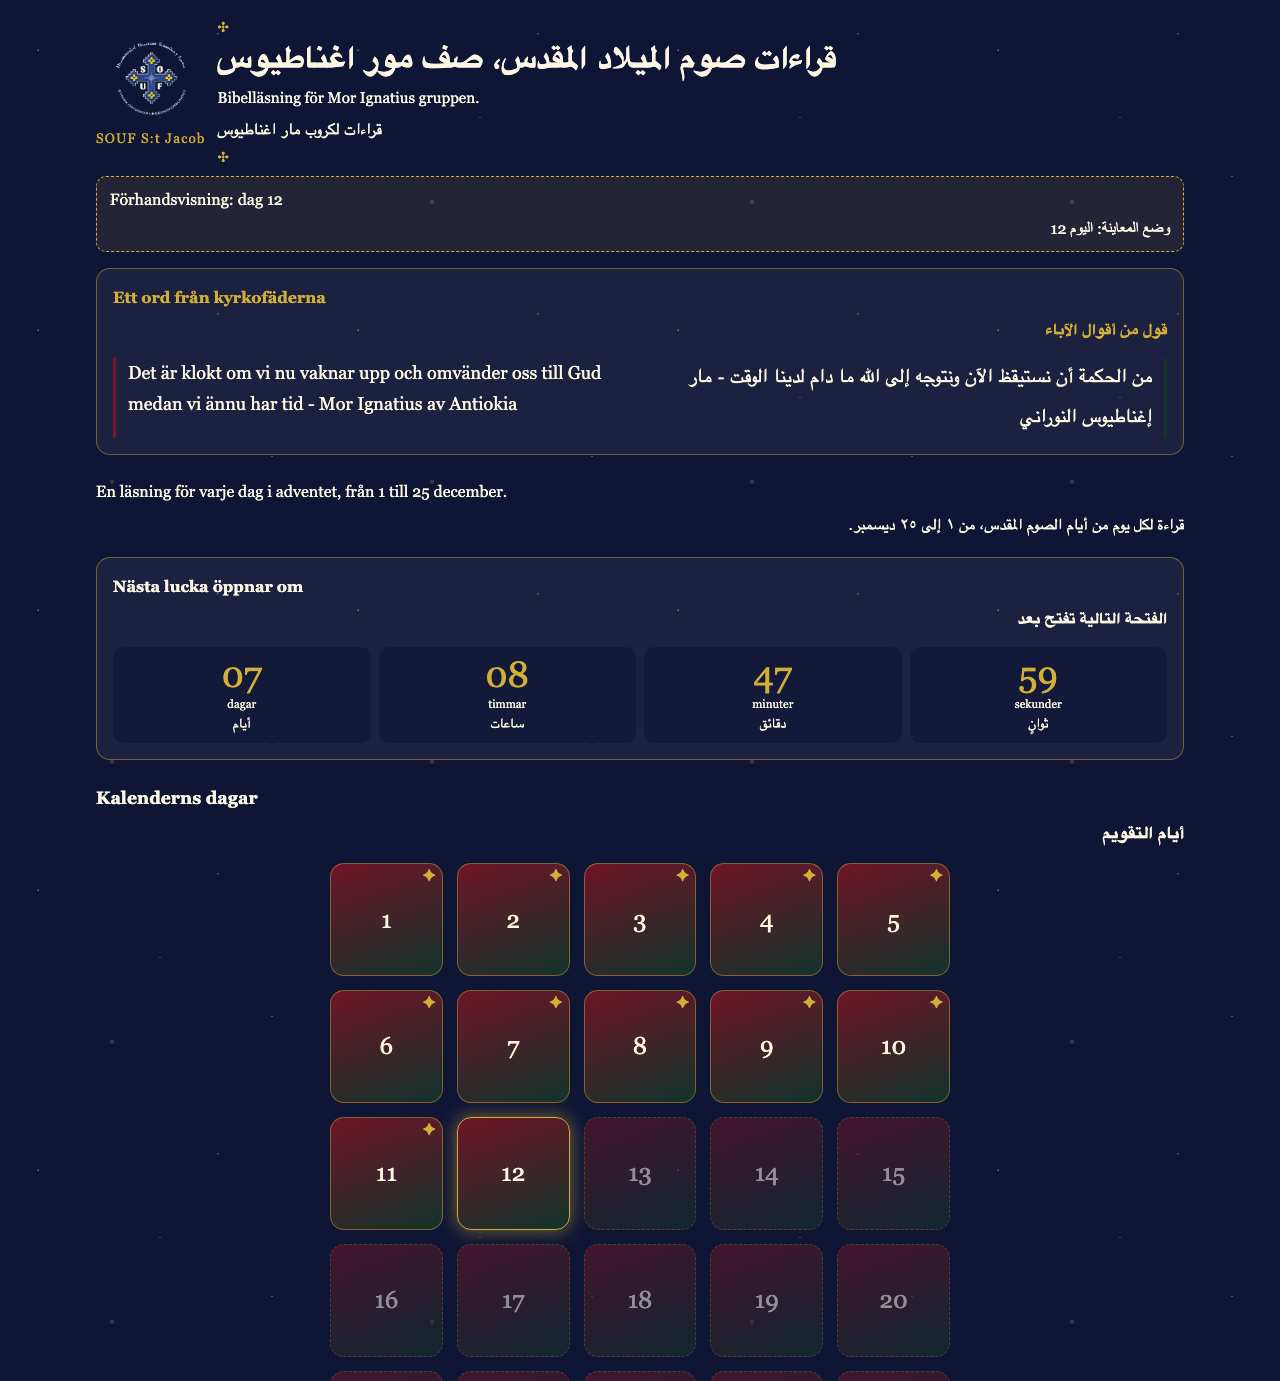 ✣
قراءات صوم الميلاد المقدس، صف مور اغناطيوس
Bibelläsning för Mor Ignatius gruppen.
قراءات لكروب مار اغناطيوس
✣
S O
U F
SOUF S:t Jacob
Förhandsvisning: dag 12
وضع المعاينة: اليوم 12
Ett ord från kyrkofäderna
قول من أقوال الآباء
Det är klokt om vi nu vaknar upp och omvänder oss till Gud
medan vi ännu har tid - Mor Ignatius av Antiokia
من الحكمة أن نستيقظ الآن ونتوجه إلى الله ما دام لدينا الوقت - مار
إغناطيوس النوراني
En läsning för varje dag i adventet, från 1 till 25 december.
قراءة لكل يوم من أيام الصوم المقدس، من ١ إلى ٢٥ ديسمبر.
Nästa lucka öppnar om
الفتحة التالية تفتح بعد
07 08 47 59
dagar timmar minuter sekunder
أيام ساعات دقائق ثوانٍ
Kalenderns dagar
أيام التقويم
1 2 3 4 5
6 7 8 9 10
11 12 13 14 15
16 17 18 19 20